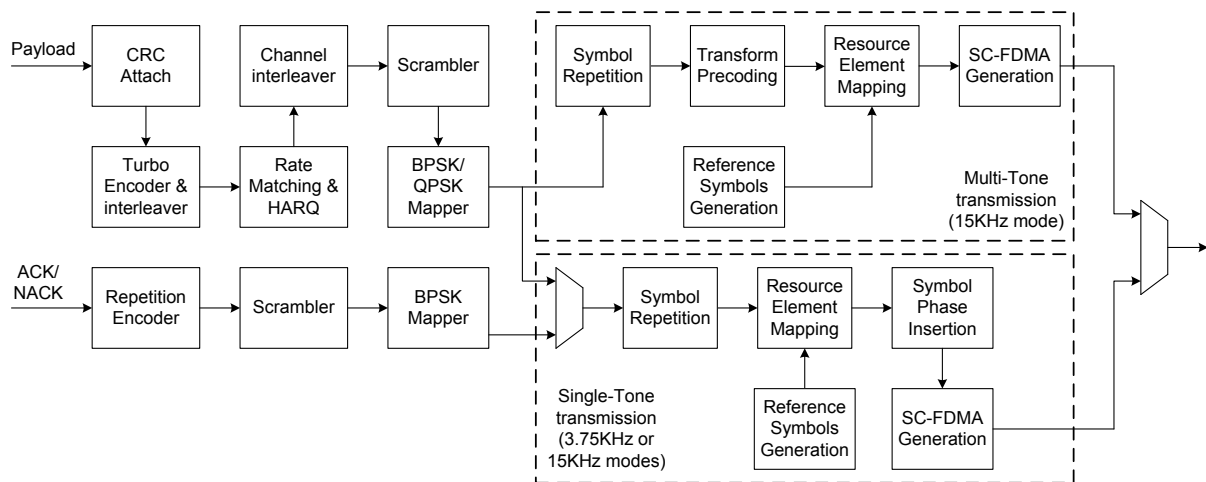 Payload
CRC
Attach
Channel
interleaver
Scrambler
Symbol
Repetition
Transform
Precoding
Resource
Element
Mapping
SC-FDMA
Generation
Turbo
Encoder &
interleaver
Rate
Matching &
HARQ
BPSK/
QPSK
Mapper
Reference
Symbols
Generation
Multi-Tone
transmission
(15KHz mode)
ACK/
NACK
Repetition
Encoder
Scrambler
BPSK
Mapper
Symbol
Repetition
Resource
Element
Mapping
Symbol
Phase
Insertion
Single-Tone
transmission
(3.75KHz or
15KHz modes)
Reference
Symbols
Generation
SC-FDMA
Generation